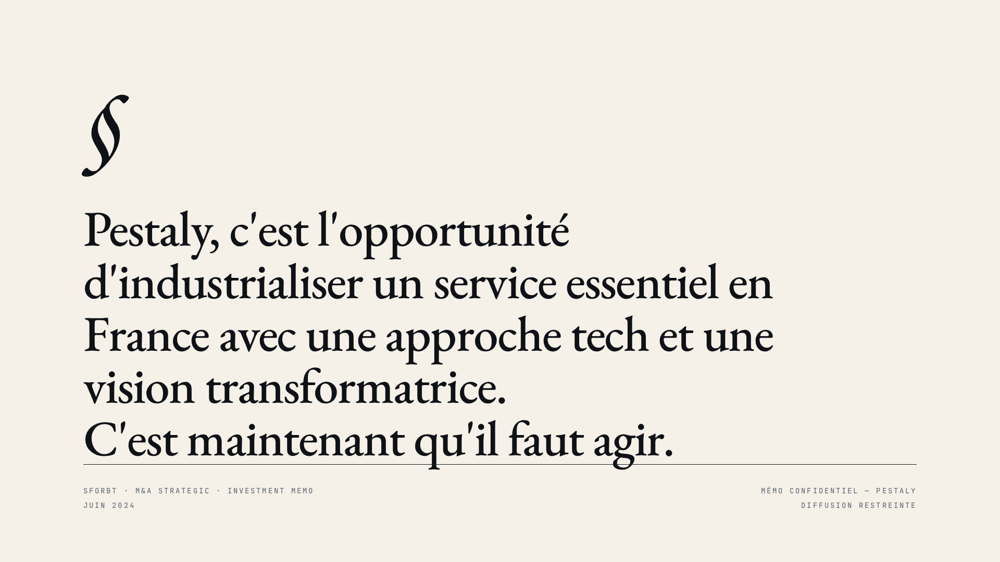 §
Pestaly, c'est l'opportunité
d'industrialiser un service essentiel en
France avec une approche tech et une
vision transformatrice.
C'est maintenant qu'il faut agir.
SFORBT · M&A STRATEGIC · INVESTMENT MEMO
JUIN 2024
MÉMO CONFIDENTIEL — PESTALY
DIFFUSION RESTREINTE